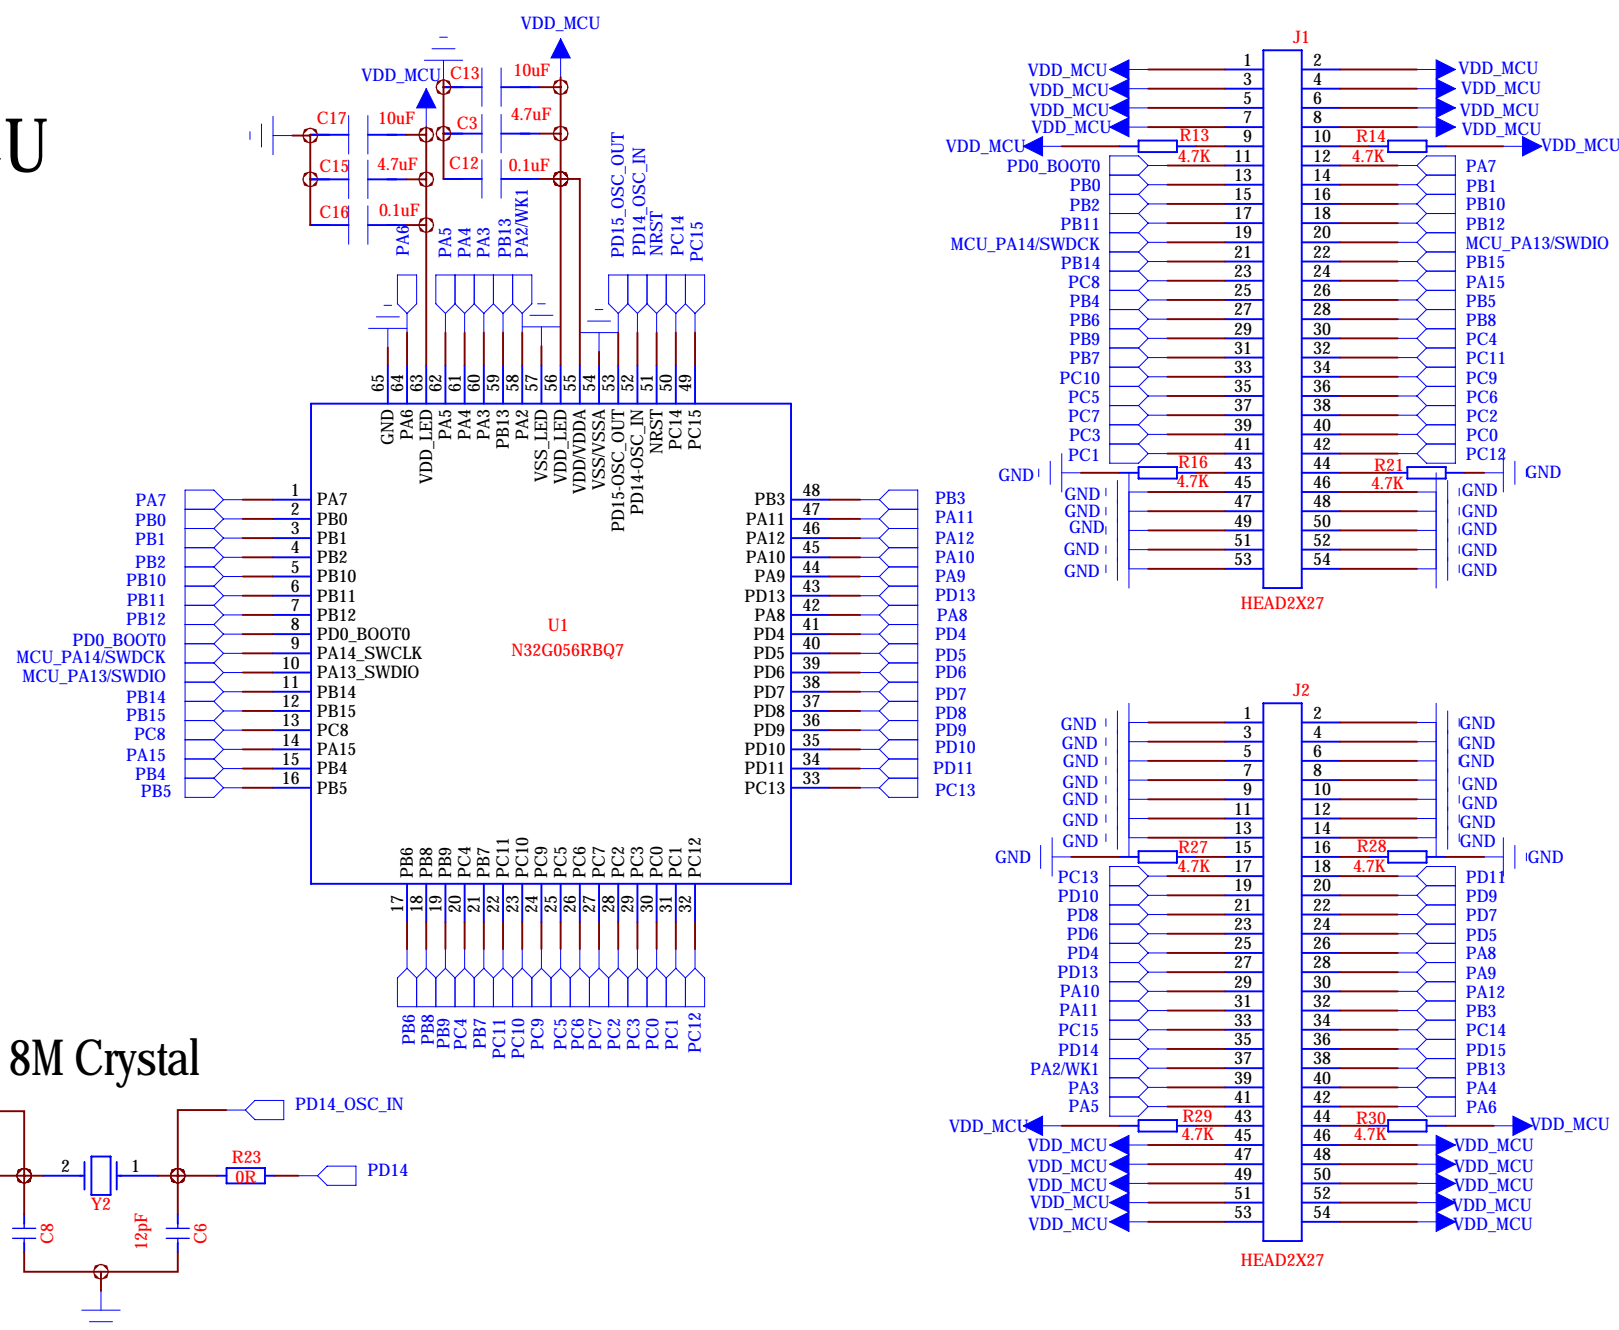 U
VDD_MCU
VDD_MCU
C13 10uF
C3 4.7uF
C12 0.1uF
C17 10uF
C15 4.7uF
C16 0.1uF
PA6
PA5
PA4
PA3
PB13
PA2/WK1
PD15_OSC_OUT
PD14_OSC_IN
NRST
PC14
PC15
65 64 63 62 61 60 59 58 57 56 55 54 53 52 51 50 49
GND
PA6
VDD_LED
PA5
PA4
PA3
PB13
PA2
VSS_LED
VDD_LED
VDD/VDDA
VSS/VSSA
PD15-OSC_OUT
PD14-OSC_IN
NRST
PC14
PC15
PA7 1 PA7
PB0 2 PB0
PB1 3 PB1
PB2 4 PB2
PB10 5 PB10
PB11 6 PB11
PB12 7 PB12
PD0_BOOT0 8 PD0_BOOT0
MCU_PA14/SWDCK 9 PA14_SWCLK
MCU_PA13/SWDIO 10 PA13_SWDIO
PB14 11 PB14
PB15 12 PB15
PC8 13 PC8
PA15 14 PA15
PB4 15 PB4
PB5 16 PB5
U1
N32G056RBQ7
PB3 48 PB3
PA11 47 PA11
PA12 46 PA12
PA10 45 PA10
PA9 44 PA9
PD13 43 PD13
PA8 42 PA8
PD4 41 PD4
PD5 40 PD5
PD6 39 PD6
PD7 38 PD7
PD8 37 PD8
PD9 36 PD9
PD10 35 PD10
PD11 34 PD11
PC13 33 PC13
PB6 PB8 PB9 PC4 PB7 PC11 PC10 PC9 PC5 PC6 PC7 PC2 PC3 PC0 PC1 PC12
17 18 19 20 21 22 23 24 25 26 27 28 29 30 31 32
PB6 PB8 PB9 PC4 PB7 PC11 PC10 PC9 PC5 PC6 PC7 PC2 PC3 PC0 PC1 PC12
8M Crystal
PD14_OSC_IN
2 1 R23 PD14
0R
Y2
C8 12pF C6
J1
VDD_MCU 1 2 VDD_MCU
VDD_MCU 3 4 VDD_MCU
VDD_MCU 5 6 VDD_MCU
VDD_MCU 7 8 VDD_MCU
VDD_MCU R13 9 10 R14 VDD_MCU
PD0_BOOT0 4.7K 11 12 4.7K PA7
PB0 13 14 PB1
PB2 15 16 PB10
PB11 17 18 PB12
MCU_PA14/SWDCK 19 20 MCU_PA13/SWDIO
PB14 21 22 PB15
PC8 23 24 PA15
PB4 25 26 PB5
PB6 27 28 PB8
PB9 29 30 PC4
PB7 31 32 PC11
PC10 33 34 PC9
PC5 35 36 PC6
PC7 37 38 PC2
PC3 39 40 PC0
PC1 41 42 PC12
GND R16 43 44 R21 GND
GND 4.7K 45 46 4.7K GND
GND 47 48 GND
GND 49 50 GND
GND 51 52 GND
GND 53 54 GND
HEAD2X27
J2
GND 1 2 GND
GND 3 4 GND
GND 5 6 GND
GND 7 8 GND
GND 9 10 GND
GND 11 12 GND
GND 13 14 GND
GND R27 15 16 R28 GND
PC13 4.7K 17 18 4.7K PD11
PD10 19 20 PD9
PD8 21 22 PD7
PD6 23 24 PD5
PD4 25 26 PA8
PD13 27 28 PA9
PA10 29 30 PA12
PA11 31 32 PB3
PC15 33 34 PC14
PD14 35 36 PD15
PA2/WK1 37 38 PB13
PA3 39 40 PA4
PA5 41 42 PA6
VDD_MCU R29 43 44 R30 VDD_MCU
VDD_MCU 4.7K 45 46 4.7K VDD_MCU
VDD_MCU 47 48 VDD_MCU
VDD_MCU 49 50 VDD_MCU
VDD_MCU 51 52 VDD_MCU
VDD_MCU 53 54 VDD_MCU
HEAD2X27